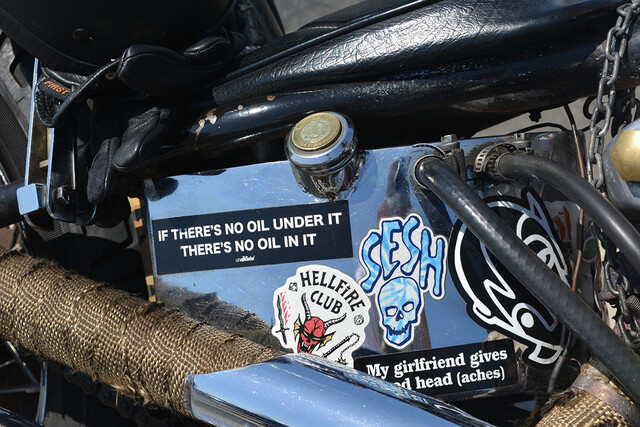 FIRST
IF THERE'S NO OIL UNDER IT
THERE'S NO OIL IN IT
HELLFIRE
CLUB
SESH
My girlfriend gives
d head (aches)